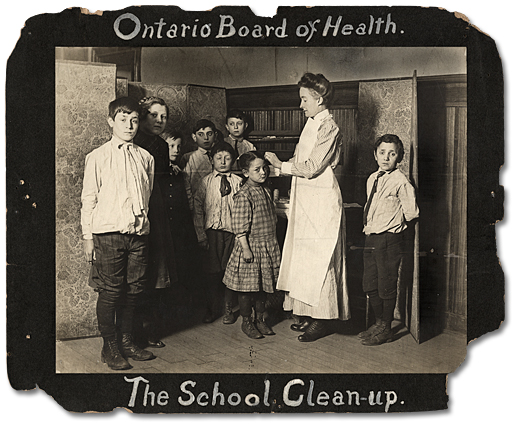 Ontario Board of Health.
The School Clean-up.